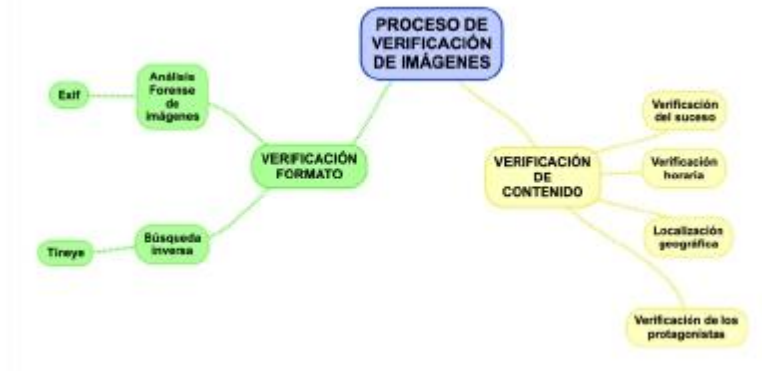 PROCESO DE
VERIFICACIÓN
DE IMÁGENES
Análisis
Forense
de
imágenes
Exif
VERIFICACIÓN
FORMATO
Búsqueda
inversa
Tineye
VERIFICACIÓN
DE
CONTENIDO
Verificación
del suceso
Verificación
horaria
Localización
geográfica
Verificación de los
protagonistas